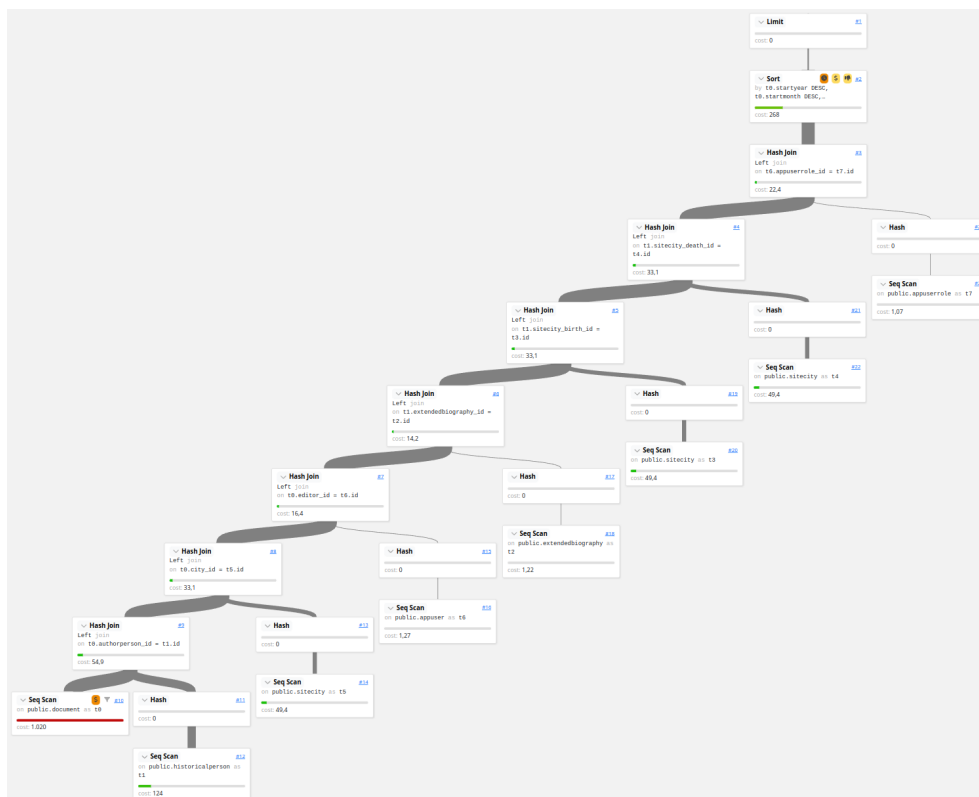 Limit #1
cost: 0
Sort $ #2
by t0.startyear DESC,
t0.startmonth DESC,…
cost: 268
Hash Join #3
Left join
on t6.appuserrole_id = t7.id
cost: 22,4
Hash Join #4
Left join
on t1.sitecity_death_id =
t4.id
cost: 33,1
Hash
cost: 0
Seq Scan
on public.appuserrole as t7
cost: 1,07
Hash Join #5
Left join
on t1.sitecity_birth_id =
t3.id
cost: 33,1
Hash #21
cost: 0
Seq Scan #22
on public.sitecity as t4
cost: 49,4
Hash Join #6
Left join
on t1.extendedbiography_id =
t2.id
cost: 14,2
Hash #19
cost: 0
Seq Scan #20
on public.sitecity as t3
cost: 49,4
Hash Join #7
Left join
on t0.editor_id = t6.id
cost: 16,4
Hash #17
cost: 0
Seq Scan #18
on public.extendedbiography as
t2
cost: 1,22
Hash Join #8
Left join
on t0.city_id = t5.id
cost: 33,1
Hash #15
cost: 0
Seq Scan #16
on public.appuser as t6
cost: 1,27
Hash Join #9
Left join
on t0.authorperson_id = t1.id
cost: 54,9
Hash #13
cost: 0
Seq Scan #14
on public.sitecity as t5
cost: 49,4
Seq Scan $ #10
on public.document as t0
cost: 1.020
Hash #11
cost: 0
Seq Scan #12
on public.historicalperson as
t1
cost: 124